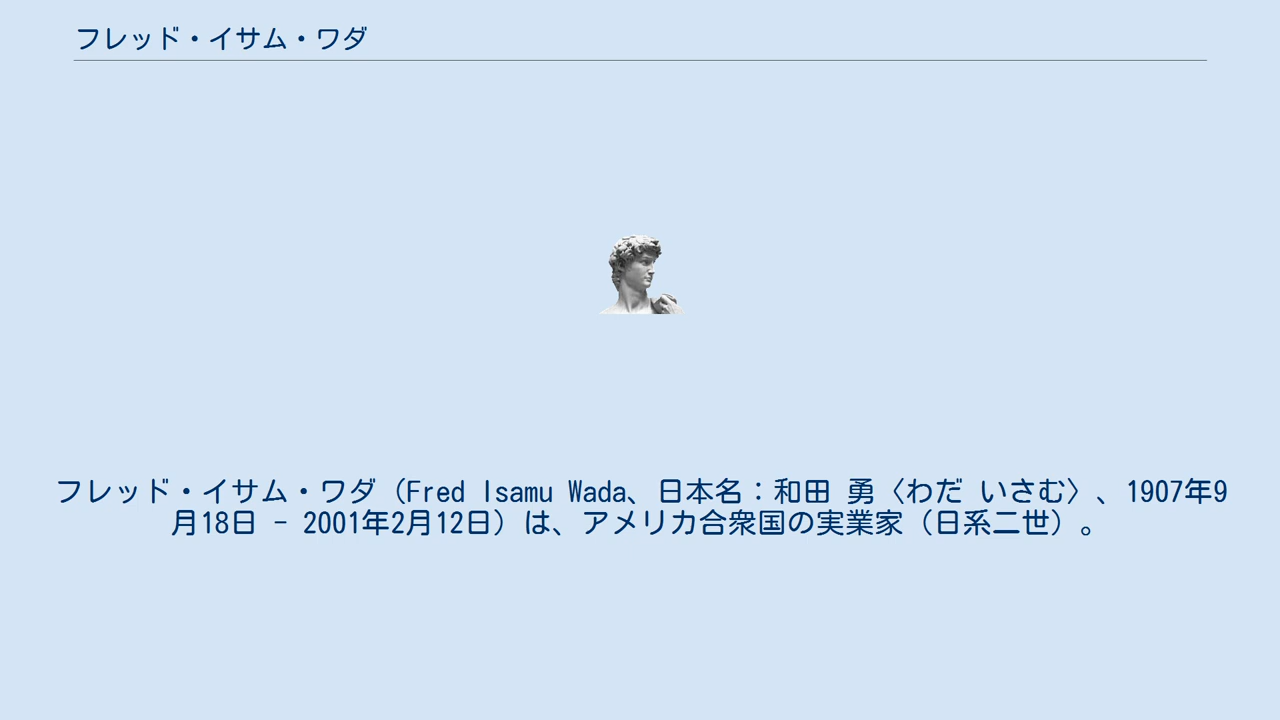 フレッド・イサム・ワダ
フレッド・イサム・ワダ（Fred Isamu Wada、日本名：和田 勇〈わだ いさむ〉、1907年9
月18日 - 2001年2月12日）は、アメリカ合衆国の実業家（日系二世）。